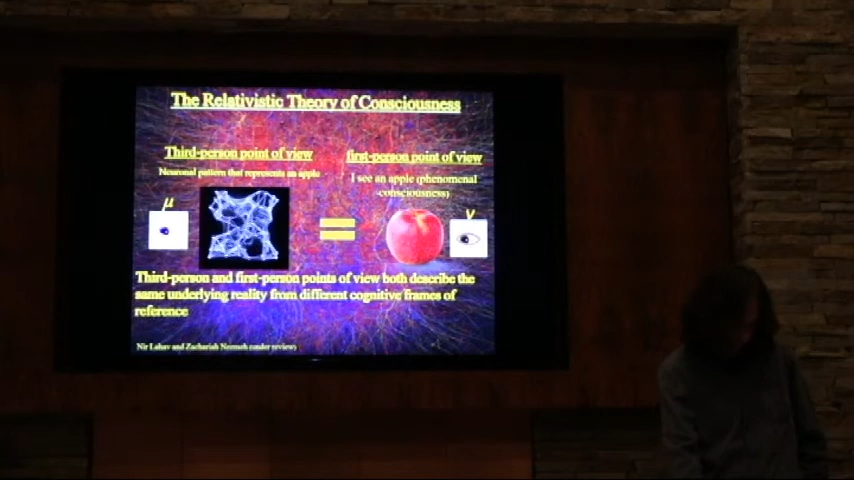 The Relativistic Theory of Consciousness
Third-person point of view
first-person point of view
Neuronal pattern that represents an apple
I see an apple (phenomenal
consciousness)
μ
ν
=
Third-person and first-person points of view both describe the
same underlying reality from different cognitive frames of
reference
Nir Lahav and Zachariah Neemeh (under review)